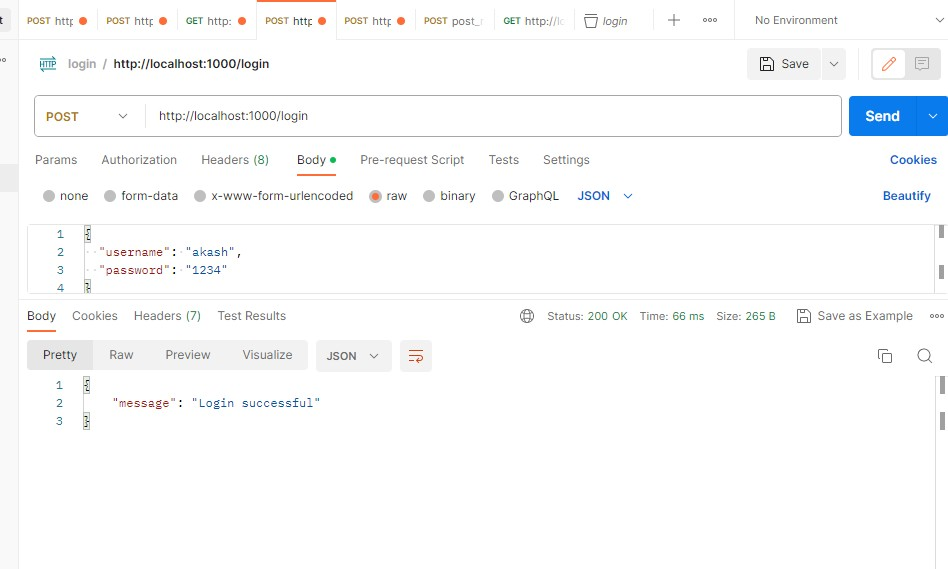 POST http GET http: POST http POST http POST post_ GET http://lo login No Environment
login / http://localhost:1000/login Save
POST http://localhost:1000/login Send
Params Authorization Headers (8) Body Pre-request Script Tests Settings Cookies
none form-data x-www-form-urlencoded raw binary GraphQL JSON Beautify
1 {
2 "username": "akash",
3 "password": "1234"
4 }
Body Cookies Headers (7) Test Results Status: 200 OK Time: 66 ms Size: 265 B Save as Example
Pretty Raw Preview Visualize JSON
1 {
2 "message": "Login successful"
3 }